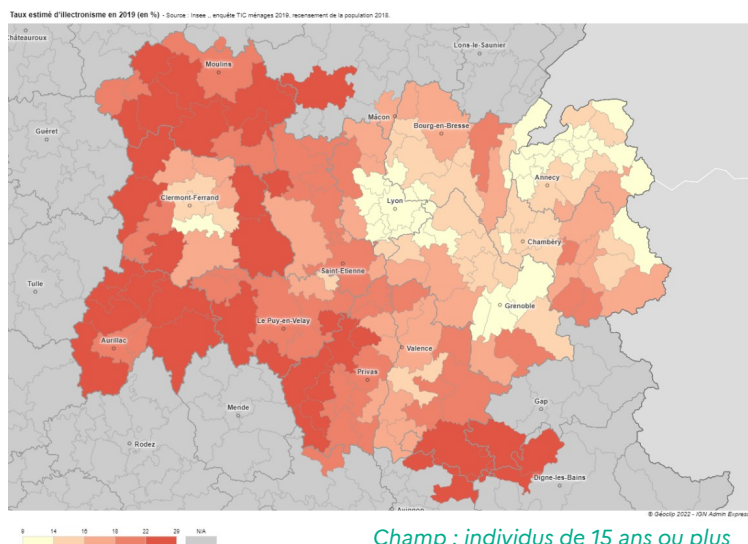 Taux estimé d'illectronisme en 2019 (en %) - Source : Insee ., enquête TIC ménages 2019, recensement de la population 2018.
Châteauroux
Lons-le-Saunier
Moulins
Mâcon
Bourg-en-Bresse
Guéret
Annecy
Clermont-Ferrand
Lyon
Chambéry
Saint-Etienne
Tulle
Grenoble
Le Puy-en-Velay
Aurillac
Valence
Privas
Gap
Mende
Rodez
Digne-les-Bains
Avignon
© Géoclip 2022 - IGN Admin Express
9 14 16 18 22 29 N/A
Champ : individus de 15 ans ou plus